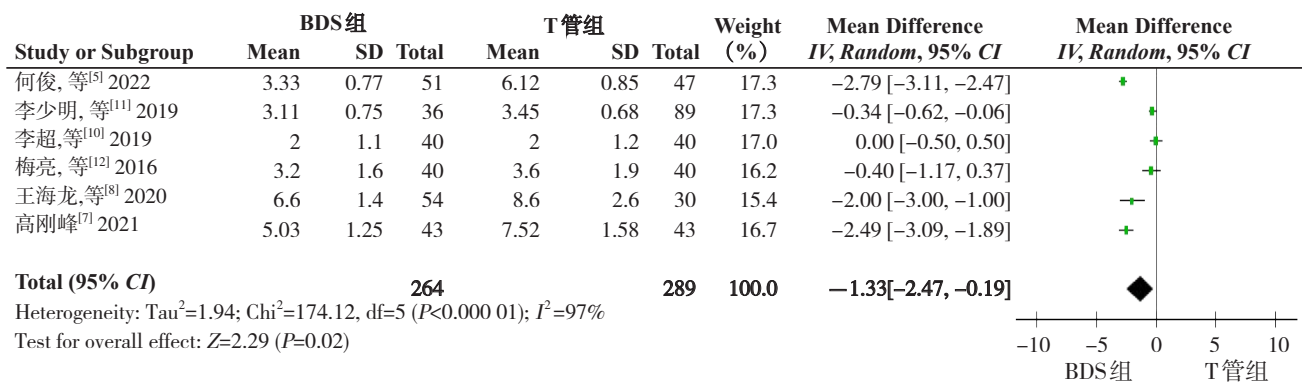 BDS组 T管组 Weight Mean Difference Mean Difference
Study or Subgroup Mean SD Total Mean SD Total (%) IV, Random, 95% CI IV, Random, 95% CI
何俊, 等[5] 2022 3.33 0.77 51 6.12 0.85 47 17.3 −2.79 [−3.11, −2.47]
李少明, 等[11] 2019 3.11 0.75 36 3.45 0.68 89 17.3 −0.34 [−0.62, −0.06]
李超, 等[10] 2019 2 1.1 40 2 1.2 40 17.0 0.00 [−0.50, 0.50]
梅亮, 等[12] 2016 3.2 1.6 40 3.6 1.9 40 16.2 −0.40 [−1.17, 0.37]
王海龙,等[8] 2020 6.6 1.4 54 8.6 2.6 30 15.4 −2.00 [−3.00, −1.00]
高刚峰[7] 2021 5.03 1.25 43 7.52 1.58 43 16.7 −2.49 [−3.09, −1.89]
Total (95% CI) 264 289 100.0 −1.33[−2.47, −0.19]
Heterogeneity: Tau²=1.94; Chi²=174.12, df=5 (P<0.000 01); I²=97%
Test for overall effect: Z=2.29 (P=0.02)
−10 −5 0 5 10
BDS组 T管组